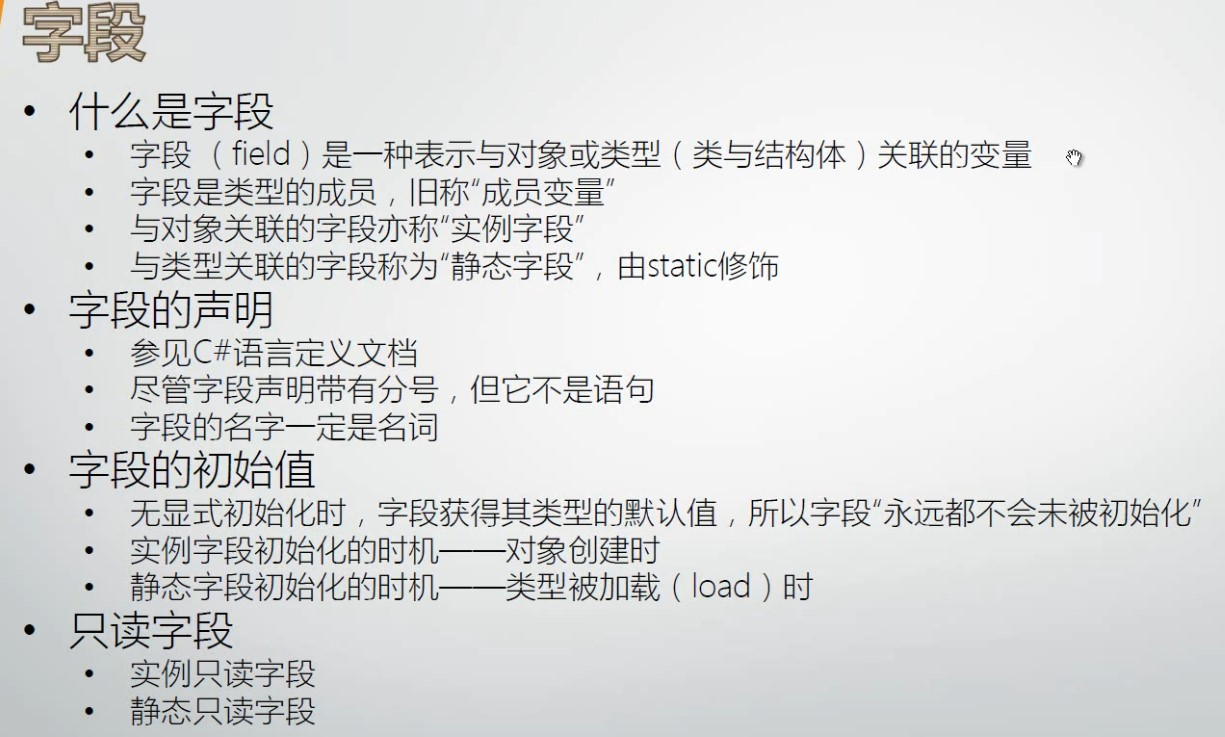 字段
• 什么是字段
• 字段 （ field ）是一种表示与对象或类型（ 类与结构体 ）关联的变量
• 字段是类型的成员，旧称“成员变量”
• 与对象关联的字段亦称“实例字段”
• 与类型关联的字段称为“静态字段”，由static修饰
• 字段的声明
• 参见C#语言定义文档
• 尽管字段声明带有分号，但它不是语句
• 字段的名字一定是名词
• 字段的初始值
• 无显式初始化时，字段获得其类型的默认值，所以字段“永远都不会未被初始化”
• 实例字段初始化的时机——对象创建时
• 静态字段初始化的时机——类型被加载（ load ）时
• 只读字段
• 实例只读字段
• 静态只读字段